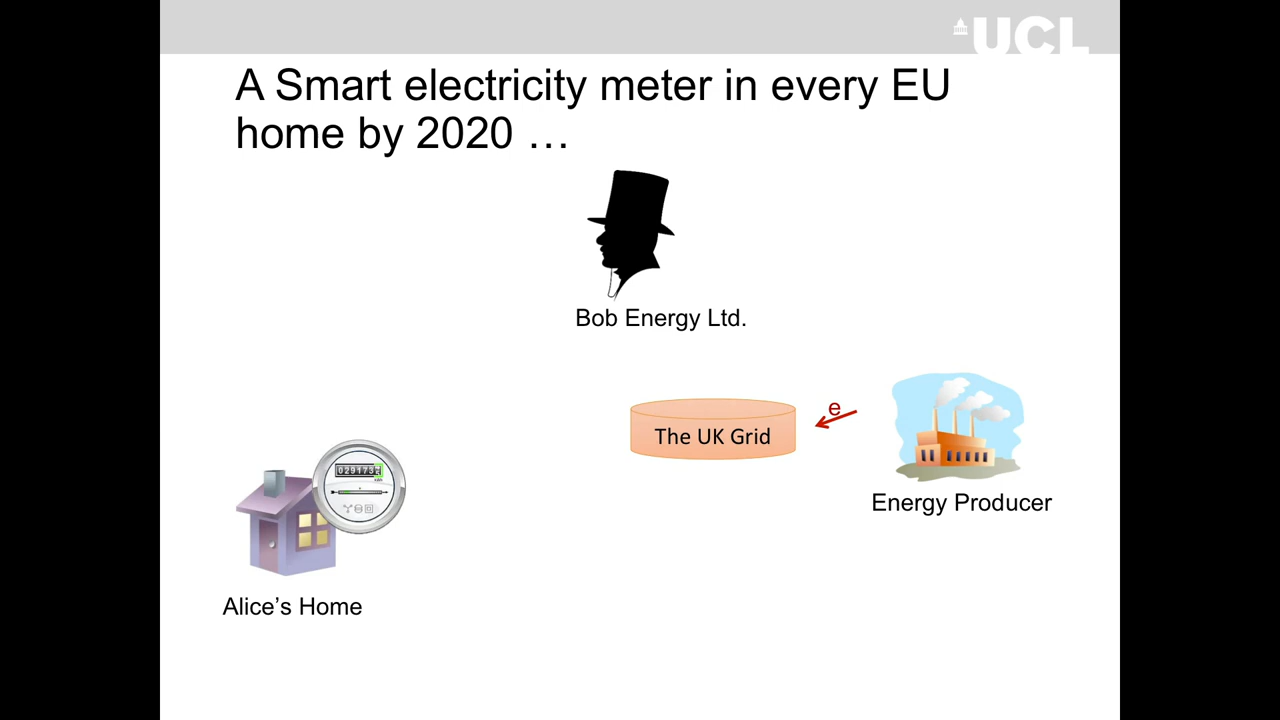 UCL
A Smart electricity meter in every EU
home by 2020 …
Bob Energy Ltd.
e
The UK Grid
Energy Producer
Alice’s Home